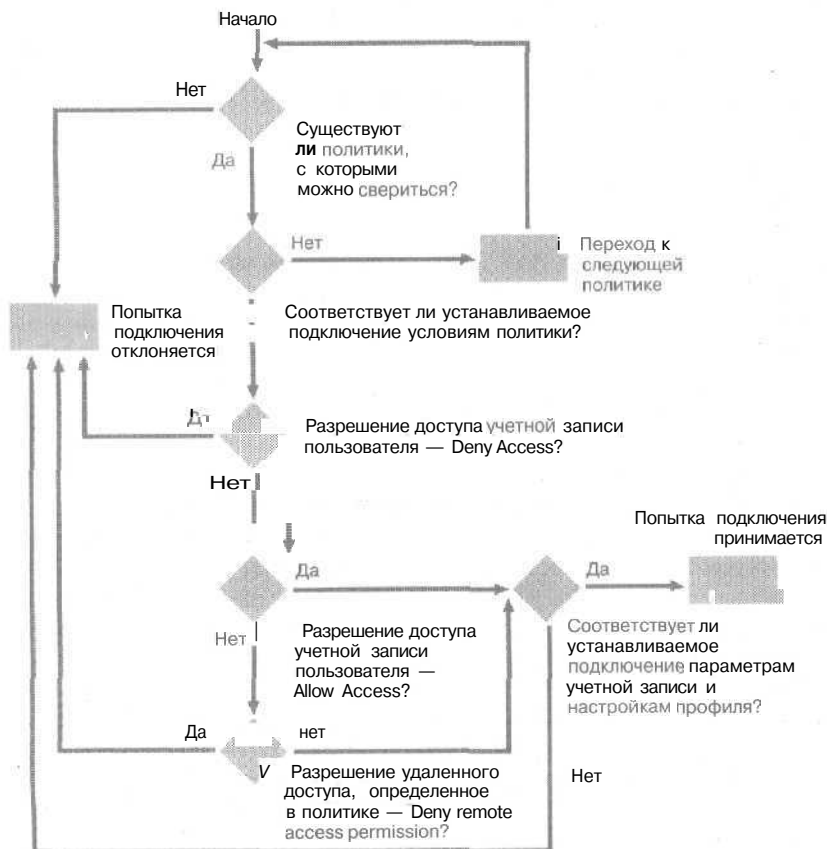 Начало
Нет
Существуют
ли политики,
с которыми
можно свериться?
Да
Нет
Переход к
следующей
политике
Попытка
подключения
отклоняется
Соответствует ли устанавливаемое
подключение условиям политики?
Разрешение доступа учетной записи
пользователя — Deny Access?
Нет
Попытка подключения
принимается
Да
Да
Нет
Разрешение доступа
учетной записи
пользователя —
Allow Access?
Соответствует ли
устанавливаемое
подключение параметрам
учетной записи и
настройкам профиля?
Да
нет
Разрешение удаленного
доступа, определенное
в политике — Deny remote
access permission?
Нет